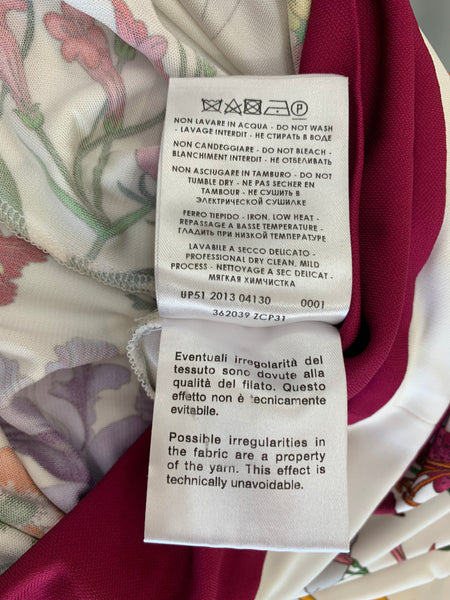 P
NON LAVARE IN ACQUA - DO NOT WASH
- LAVAGE INTERDIT - НЕ СТИРАТЬ В ВОДЕ
NON CANDEGGIARE - DO NOT BLEACH -
BLANCHIMENT INTERDIT - НЕ ОТБЕЛИВАТЬ
NON ASCIUGARE IN TAMBURO - DO NOT
TUMBLE DRY - NE PAS SECHER EN
TAMBOUR - НЕ СУШИТЬ В
ЭЛЕКТРИЧЕСКОЙ СУШИЛКЕ
FERRO TIEPIDO - IRON, LOW HEAT -
REPASSAGE A BASSE TEMPERATURE -
ГЛАДИТЬ ПРИ НИЗКОЙ ТЕМПЕРАТУРЕ
LAVABILE A SECCO DELICATO -
PROFESSIONAL DRY CLEAN, MILD
PROCESS - NETTOYAGE A SEC DELICAT -
МЯГКАЯ ХИМЧИСТКА
UP51 2013 04130 0001
362039 ZCP31
Eventuali irregolarità del
tessuto sono dovute alla
qualità del filato. Questo
effetto non è tecnicamente
evitabile.
Possible irregularities in
the fabric are a property
of the yarn. This effect is
technically unavoidable.